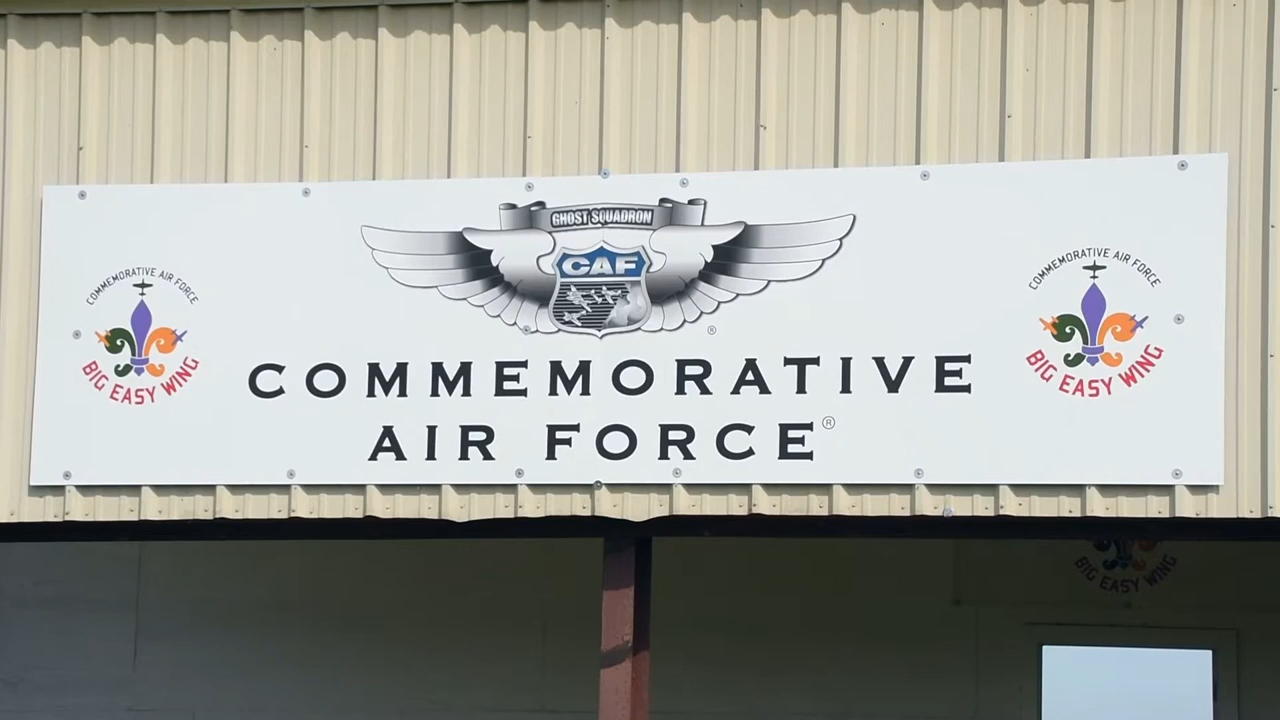 GHOST SQUADRON
CAF
®
COMMEMORATIVE AIR FORCE
BIG EASY WING
COMMEMORATIVE
AIR FORCE®
COMMEMORATIVE AIR FORCE
BIG EASY WING
BIG EASY WING